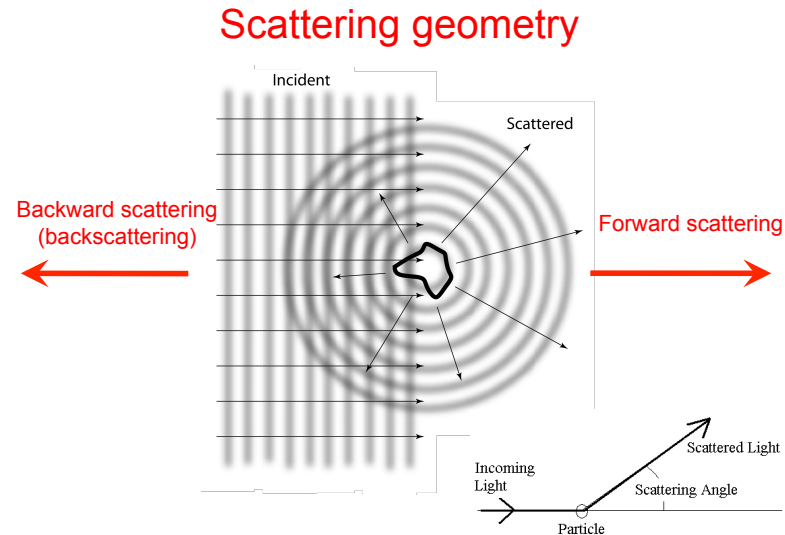 Scattering geometry
Incident
Scattered
Backward scattering
(backscattering)
Forward scattering
Scattered Light
Incoming
Light
Scattering Angle
Particle